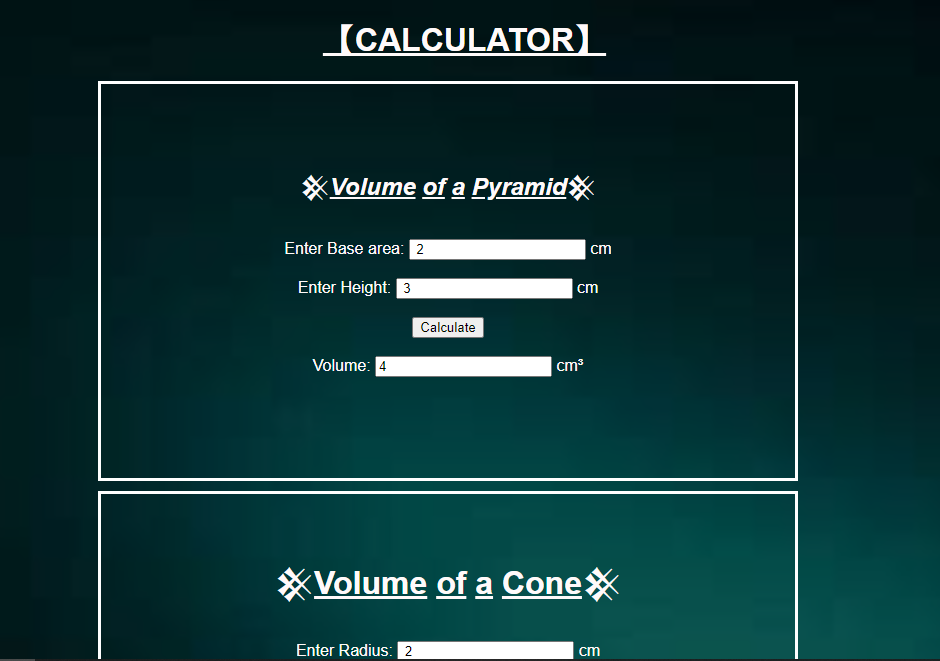 【CALCULATOR】
Volume of a Pyramid
Enter Base area: 2 cm
Enter Height: 3 cm
Calculate
Volume: 4 cm³
Volume of a Cone
Enter Radius: 2 cm